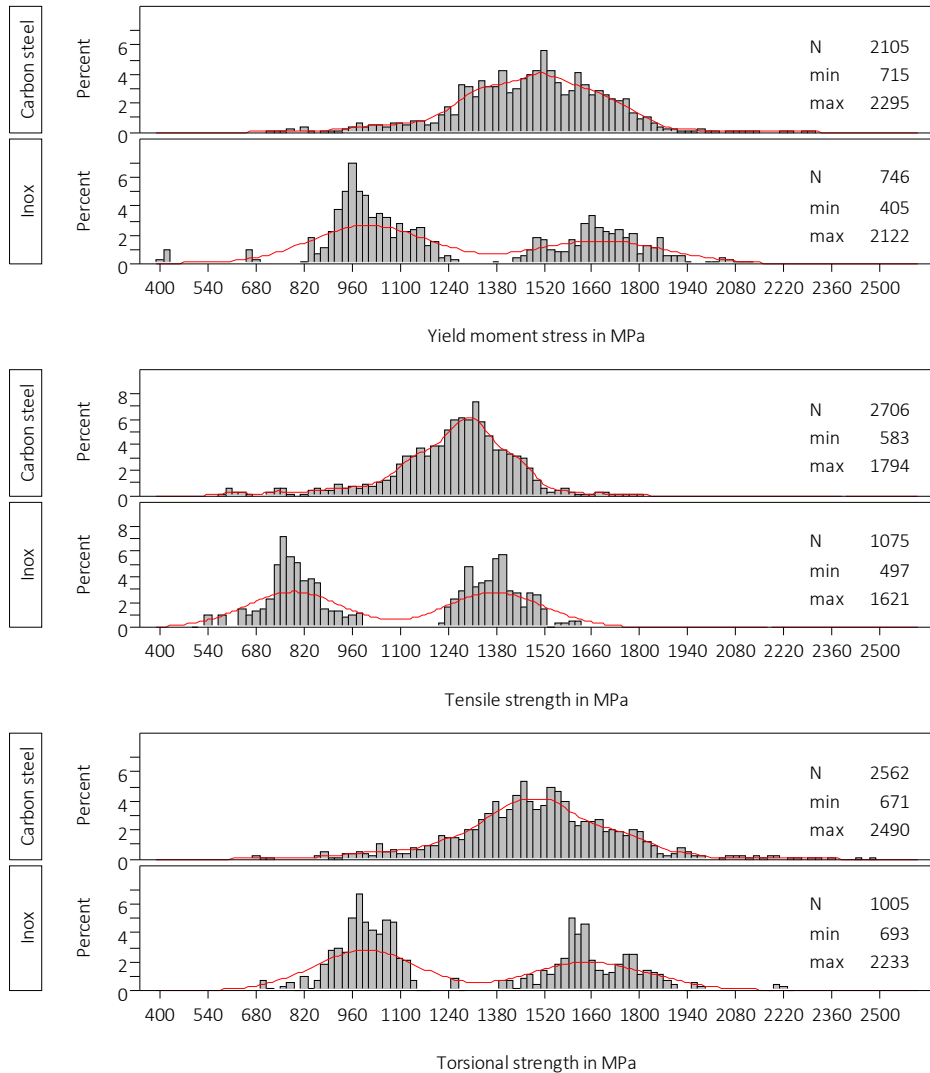 Carbon steel
Percent
6
4
2
0
N 2105
min 715
max 2295
Inox
Percent
6
4
2
0
N 746
min 405
max 2122
400 540 680 820 960 1100 1240 1380 1520 1660 1800 1940 2080 2220 2360 2500
Yield moment stress in MPa
Carbon steel
Percent
8
6
4
2
0
N 2706
min 583
max 1794
Inox
Percent
8
6
4
2
0
N 1075
min 497
max 1621
400 540 680 820 960 1100 1240 1380 1520 1660 1800 1940 2080 2220 2360 2500
Tensile strength in MPa
Carbon steel
Percent
6
4
2
0
N 2562
min 671
max 2490
Inox
Percent
6
4
2
0
N 1005
min 693
max 2233
400 540 680 820 960 1100 1240 1380 1520 1660 1800 1940 2080 2220 2360 2500
Torsional strength in MPa